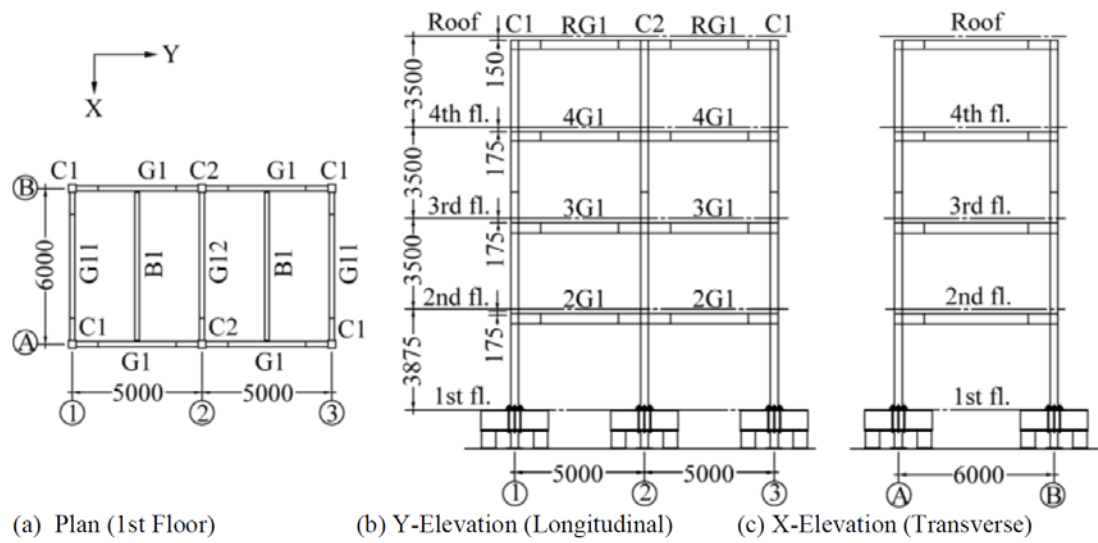 Roof C1 RG1 C2 RG1 C1
Roof
Y
X
3500
150
4th fl.
4G1
4G1
4th fl.
C1 G1 C2 G1 C1
B
3500
175
3rd fl.
3G1
3G1
3rd fl.
6000
G11
B1
G12
B1
G11
3500
175
2nd fl.
2G1
2G1
2nd fl.
C1 C2 C1
A
G1 G1
3875
175
5000 5000
1st fl.
1st fl.
1 2 3
5000 5000
6000
1 2 3
A B
(a) Plan (1st Floor) (b) Y-Elevation (Longitudinal) (c) X-Elevation (Transverse)